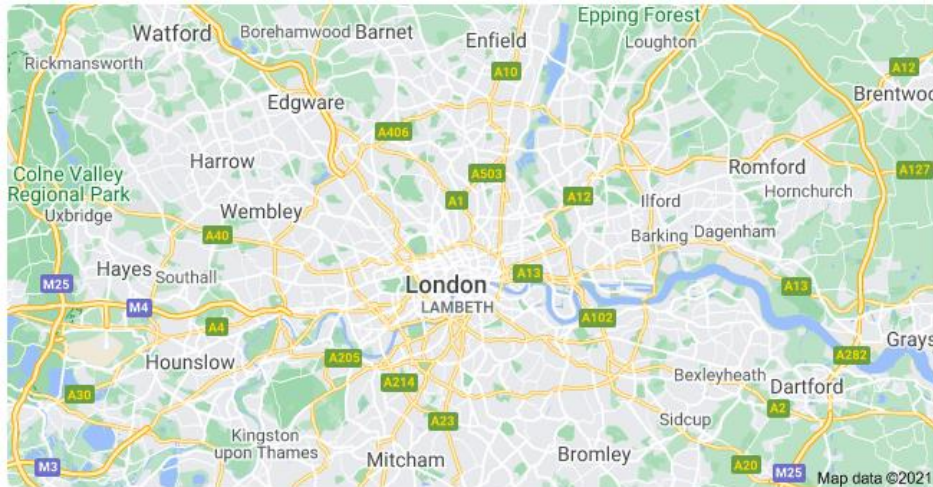 Epping Forest
Watford
Borehamwood
Barnet
Enfield
Loughton
Rickmansworth
A10
A12
Edgware
Brentwo
A406
Harrow
Romford
A127
Colne Valley
Regional Park
A503
Hornchurch
Uxbridge
Wembley
A1
A12
Ilford
A40
Barking
Dagenham
Hayes
Southall
M25
London
A13
A13
M4
LAMBETH
A4
A102
Hounslow
A205
A282
Grays
A30
A214
Bexleyheath
Dartford
A2
A23
Sidcup
Kingston
upon Thames
Mitcham
Bromley
M3
A20
M25
Map data ©2021